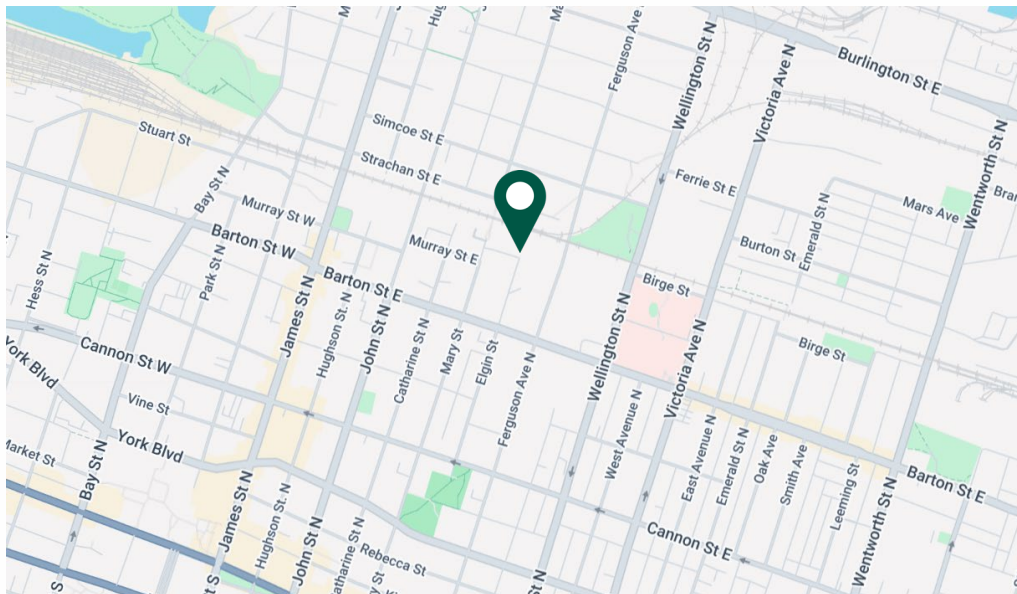 Burlington St E
Ferguson Ave N
Wellington St N
Victoria Ave N
Wentworth St N
Simcoe St E
Stuart St
Strachan St E
Bay St N
Ferrie St E
Mars Ave
Emerald St N
Murray St W
Barton St W
Murray St E
Burton St
Park St N
Hess St N
Barton St E
Birge St
James St N
Hughson St N
John St N
Catharine St N
Mary St
Elgin St
Ferguson Ave N
Wellington St N
Victoria Ave N
Birge St
Cannon St W
York Blvd
Vine St
York Blvd
Market St
West Avenue N
East Avenue N
Emerald St N
Oak Ave
Smith Ave
Leeming St
Barton St E
Bay St N
James St N
Hughson St N
John St N
Rebecca St
Cannon St E
Wentworth St N